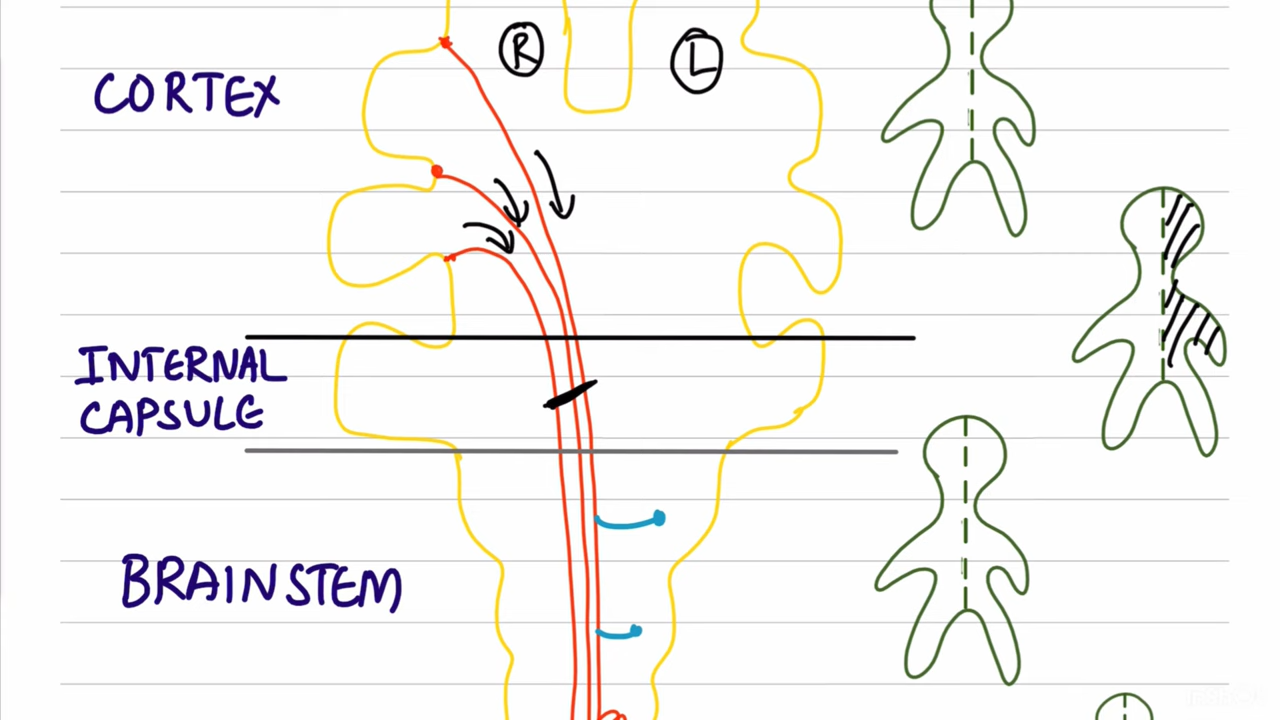 R
L
CORTEX
INTERNAL
CAPSULE
BRAINSTEM